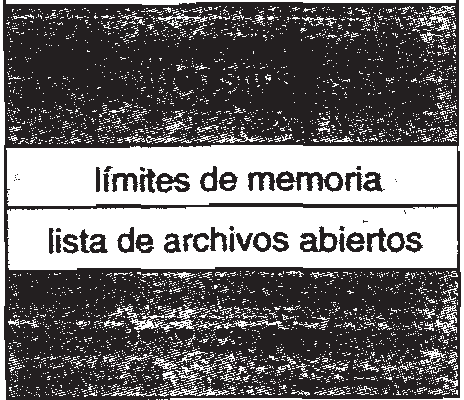 límites de memoria
lista de archivos abiertos